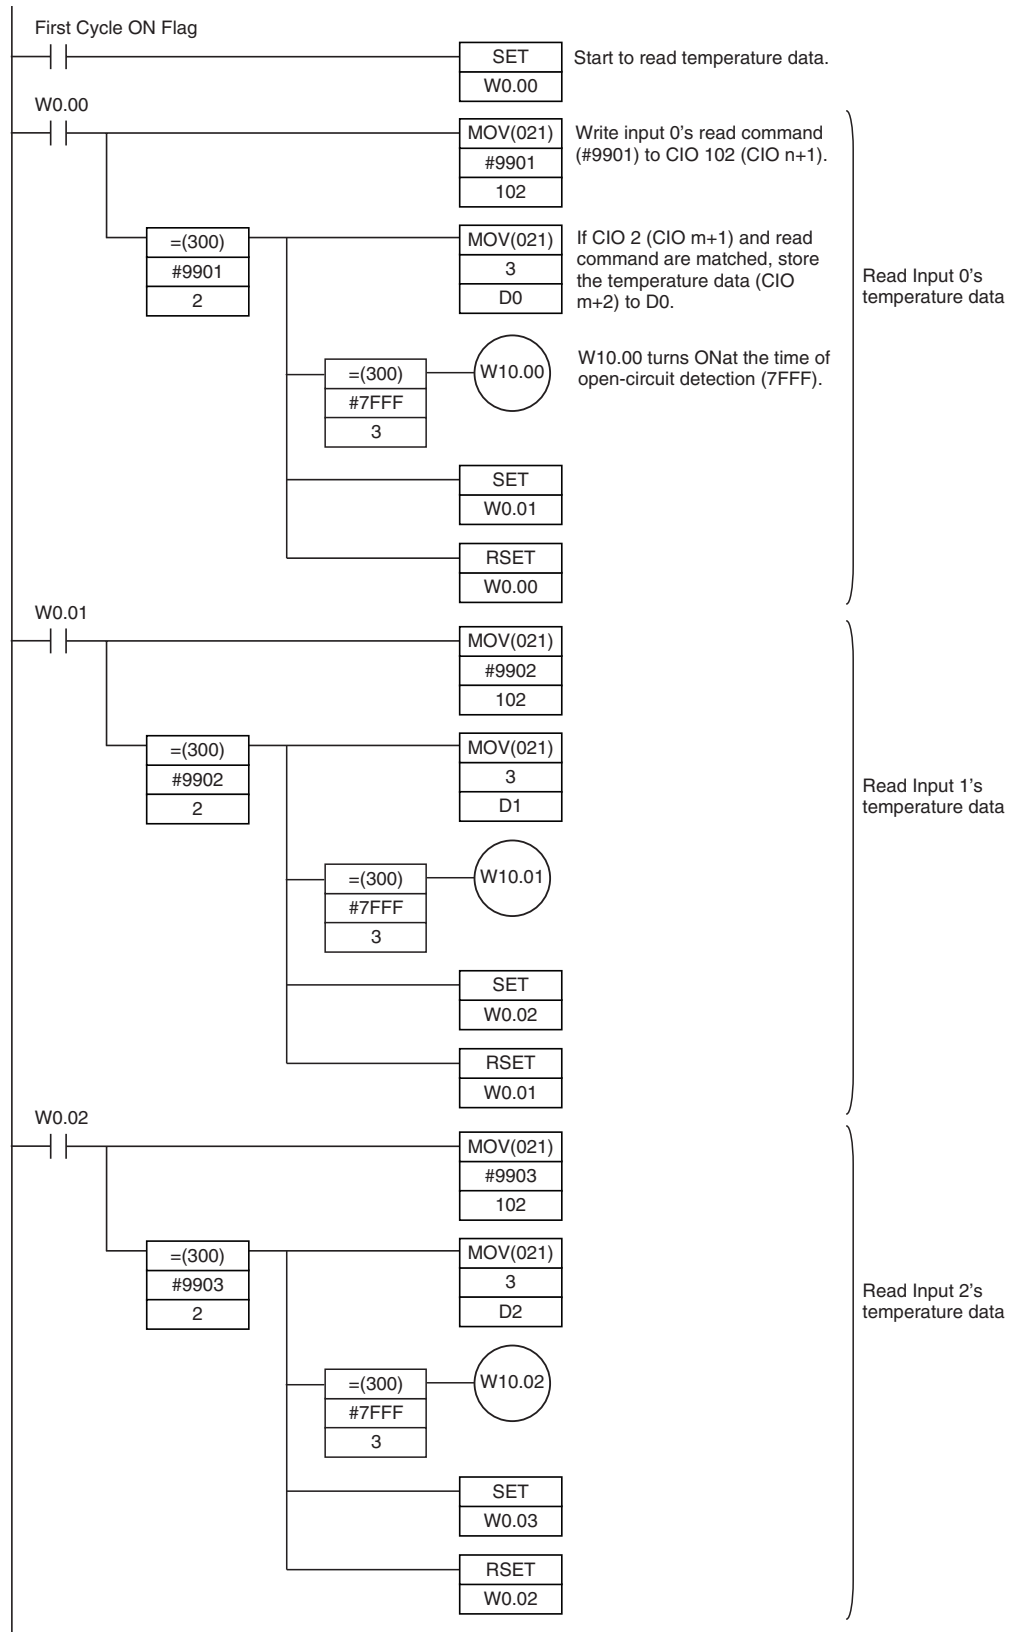 First Cycle ON Flag
SET
W0.00
Start to read temperature data.
W0.00
MOV(021)
#9901
102
Write input 0's read command
(#9901) to CIO 102 (CIO n+1).
=(300)
#9901
2
MOV(021)
3
D0
If CIO 2 (CIO m+1) and read
command are matched, store
the temperature data (CIO
m+2) to D0.
Read Input 0's
temperature data
=(300)
#7FFF
3
W10.00
W10.00 turns ONat the time of
open-circuit detection (7FFF).
SET
W0.01
RSET
W0.00
W0.01
MOV(021)
#9902
102
=(300)
#9902
2
MOV(021)
3
D1
Read Input 1's
temperature data
=(300)
#7FFF
3
W10.01
SET
W0.02
RSET
W0.01
W0.02
MOV(021)
#9903
102
=(300)
#9903
2
MOV(021)
3
D2
Read Input 2's
temperature data
=(300)
#7FFF
3
W10.02
SET
W0.03
RSET
W0.02